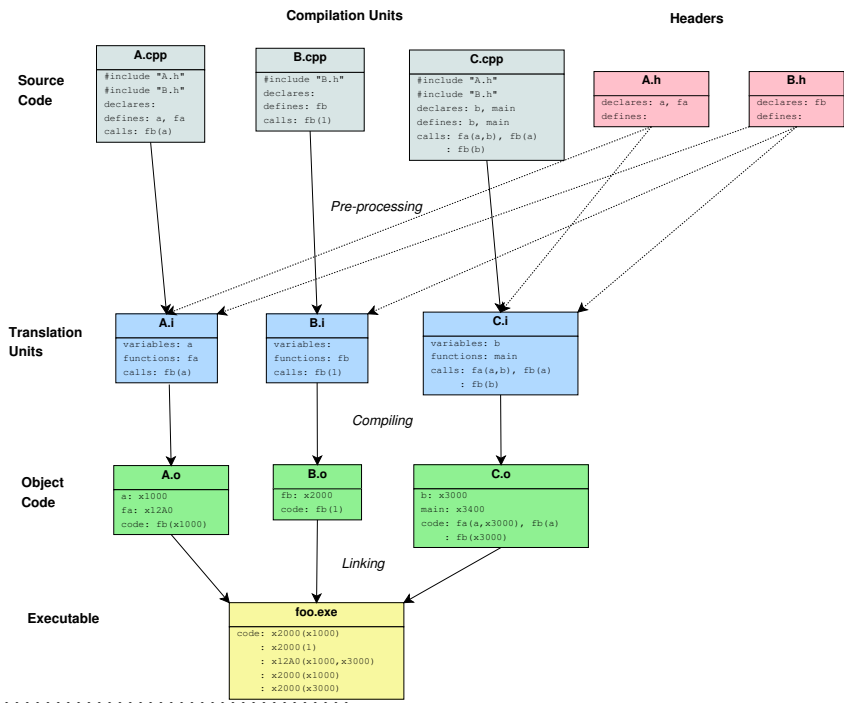 Compilation Units
Headers
Source
Code
A.cpp
#include "A.h"
#include "B.h"
declares:
defines: a, fa
calls: fb(a)
B.cpp
#include "B.h"
declares:
defines: fb
calls: fb(1)
C.cpp
#include "A.h"
#include "B.h"
declares: b, main
defines: b, main
calls: fa(a,b), fb(a)
: fb(b)
A.h
declares: a, fa
defines:
B.h
declares: fb
defines:
Pre-processing
Translation
Units
A.i
variables: a
functions: fa
calls: fb(a)
B.i
variables:
functions: fb
calls: fb(1)
C.i
variables: b
functions: main
calls: fa(a,b), fb(a)
: fb(b)
Compiling
Object
Code
A.o
a: x1000
fa: x12A0
code: fb(x1000)
B.o
fb: x2000
code: fb(1)
C.o
b: x3000
main: x3400
code: fa(a,x3000), fb(a)
: fb(x3000)
Linking
Executable
foo.exe
code: x2000(x1000)
: x2000(1)
: x12A0(x1000,x3000)
: x2000(x1000)
: x2000(x3000)